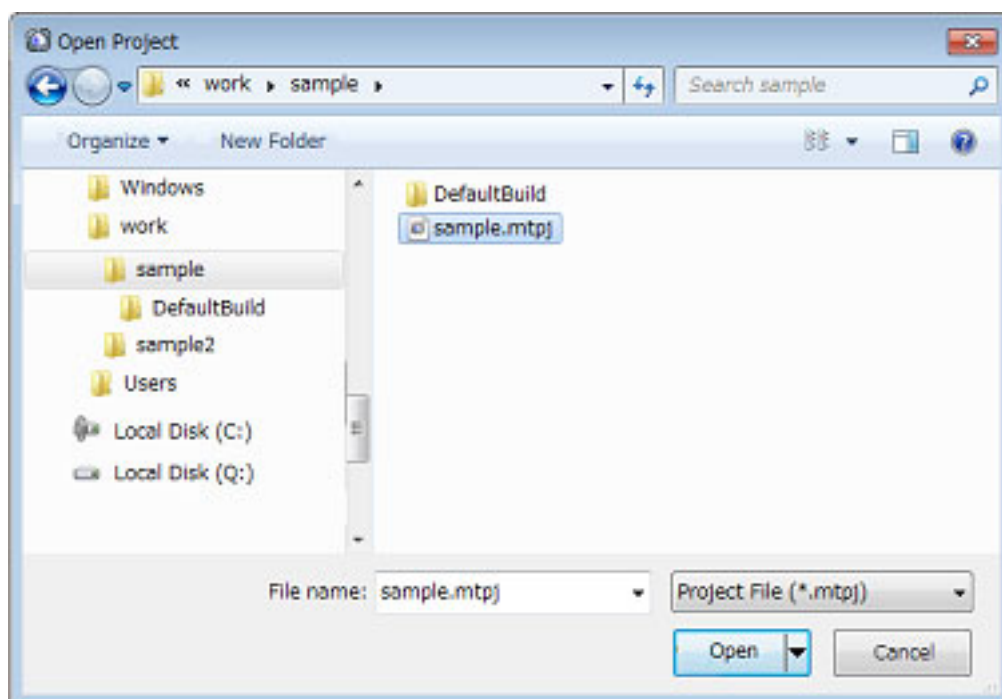 Open Project
« work ▸ sample ▸
Search sample
Organize ▾ New Folder
Windows
work
sample
DefaultBuild
sample2
Users
Local Disk (C:)
Local Disk (Q:)
DefaultBuild
sample.mtpj
File name: sample.mtpj
Project File (*.mtpj)
Open
Cancel